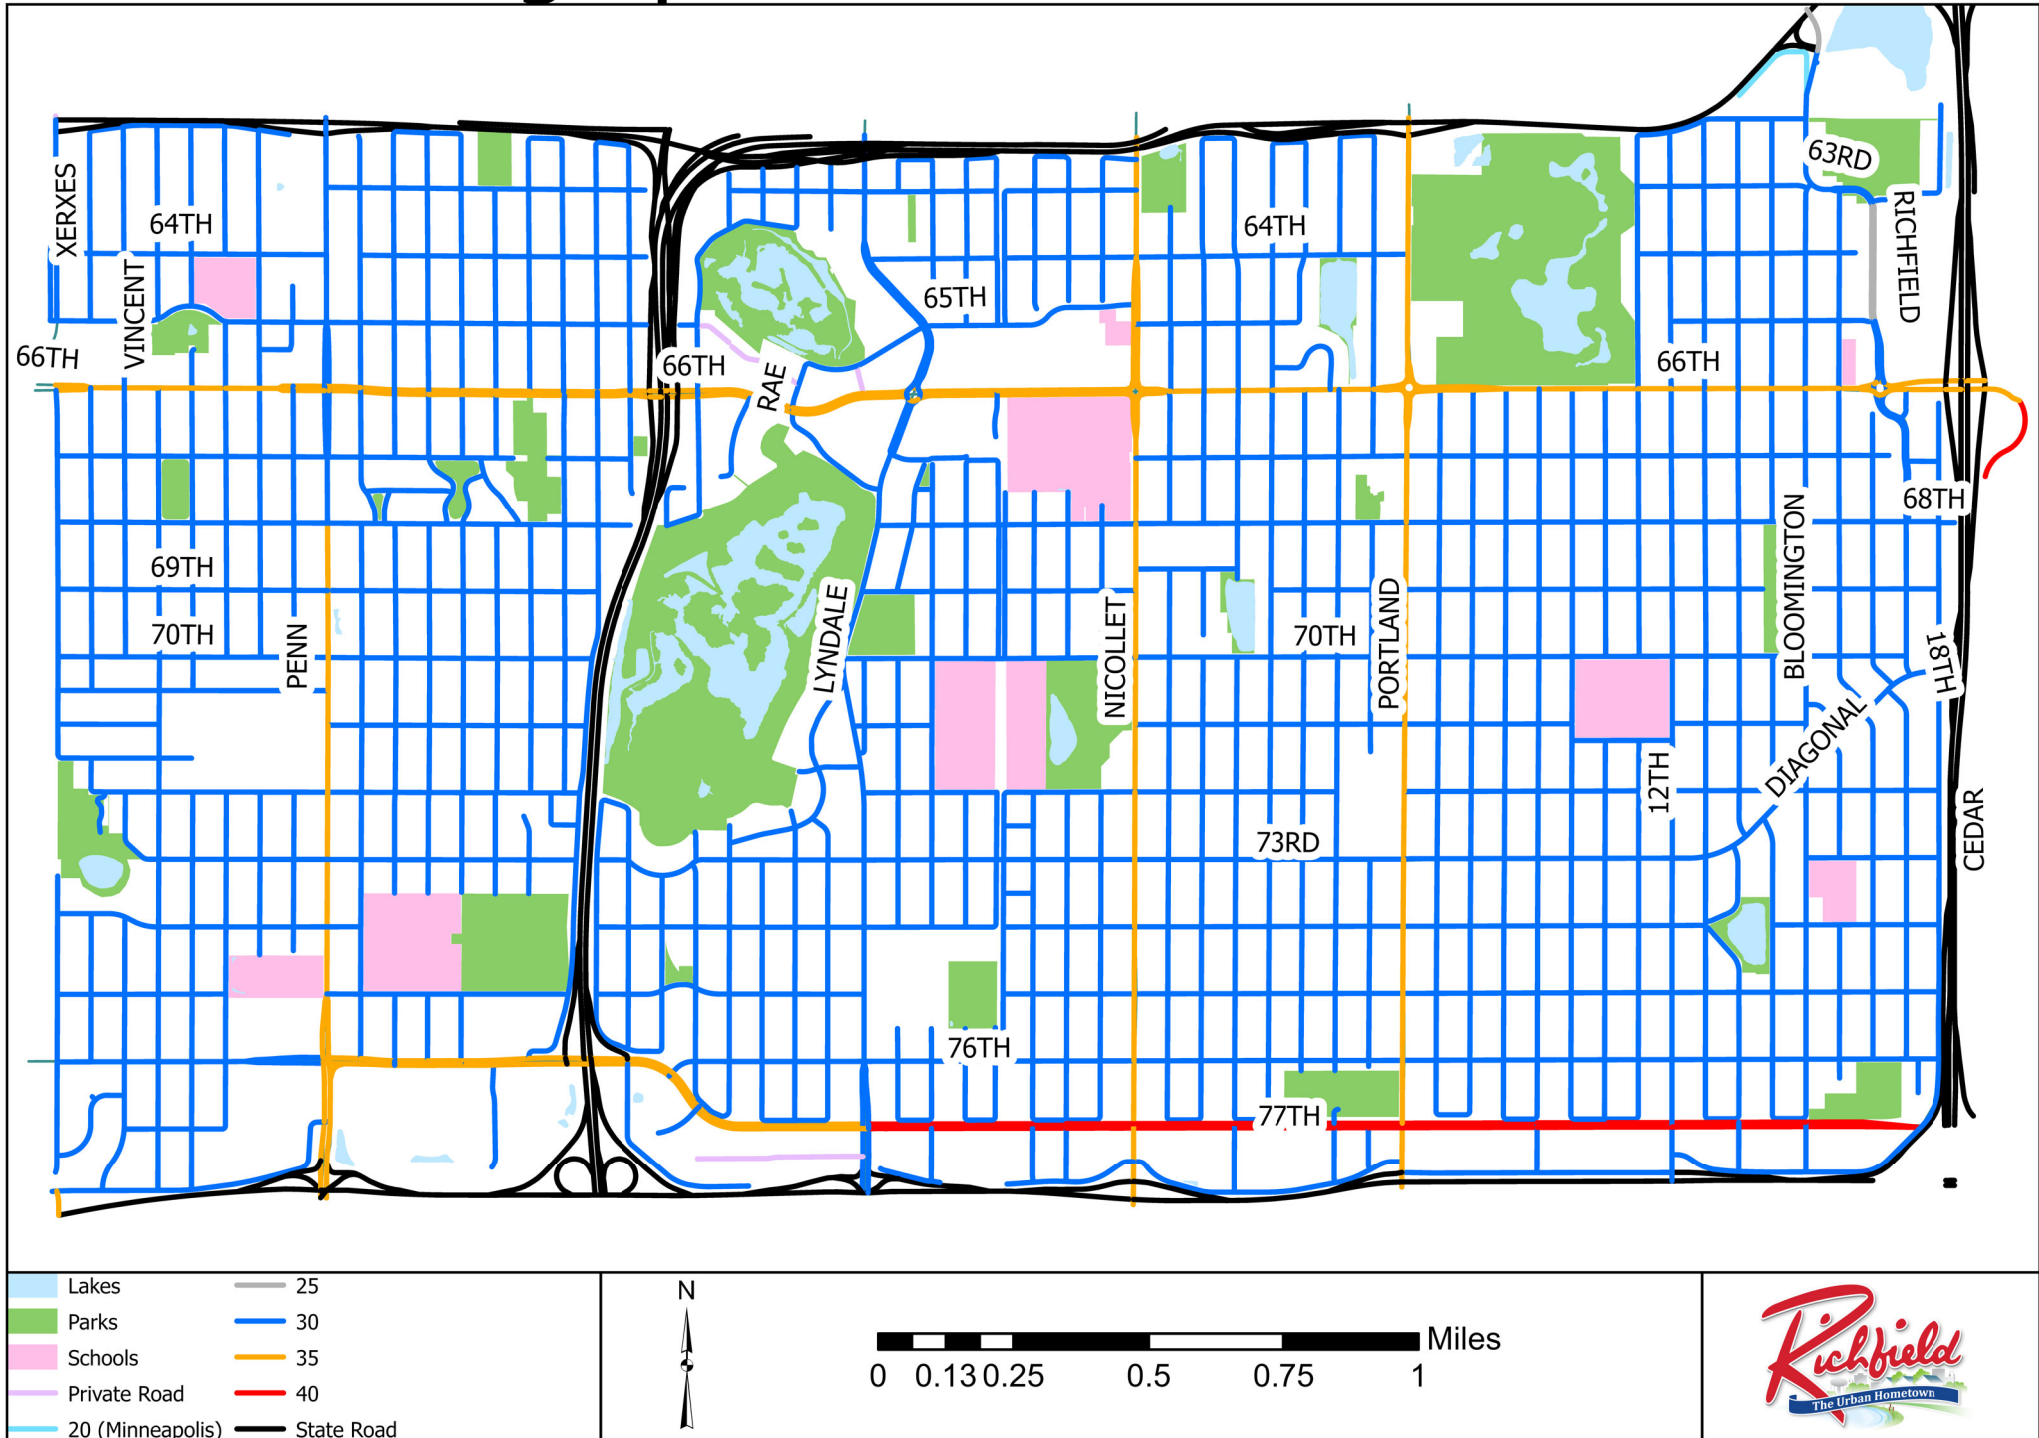 63RD
XERXES
RICHFIELD
64TH
64TH
VINCENT
65TH
66TH
66TH
RAE
66TH
68TH
BLOOMINGTON
69TH
LYNDALE
PORTLAND
NICOLLET
70TH
PENN
70TH
18TH
DIAGONAL
12TH
CEDAR
73RD
76TH
77TH
Lakes
25
Parks
30
Schools
35
Private Road
40
20 (Minneapolis)
State Road
N
Miles
0 0.13 0.25 0.5 0.75 1
Richfield
The Urban Hometown